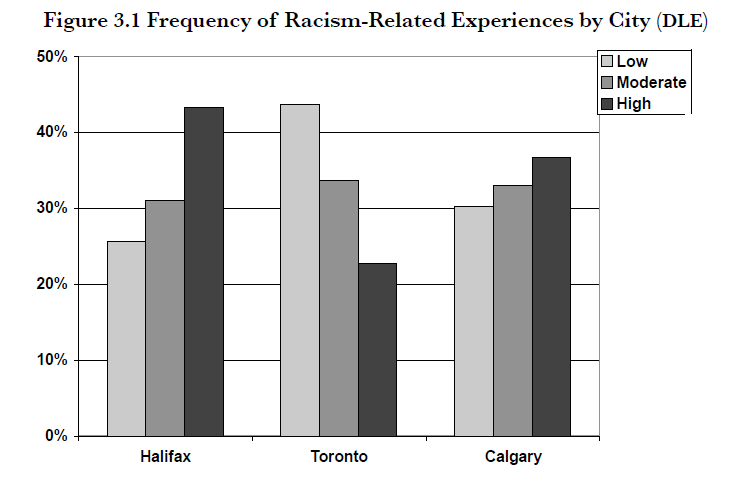 Figure 3.1 Frequency of Racism-Related Experiences by City (DLE)
50%
Low
Moderate
High
40%
30%
20%
10%
0%
Halifax Toronto Calgary